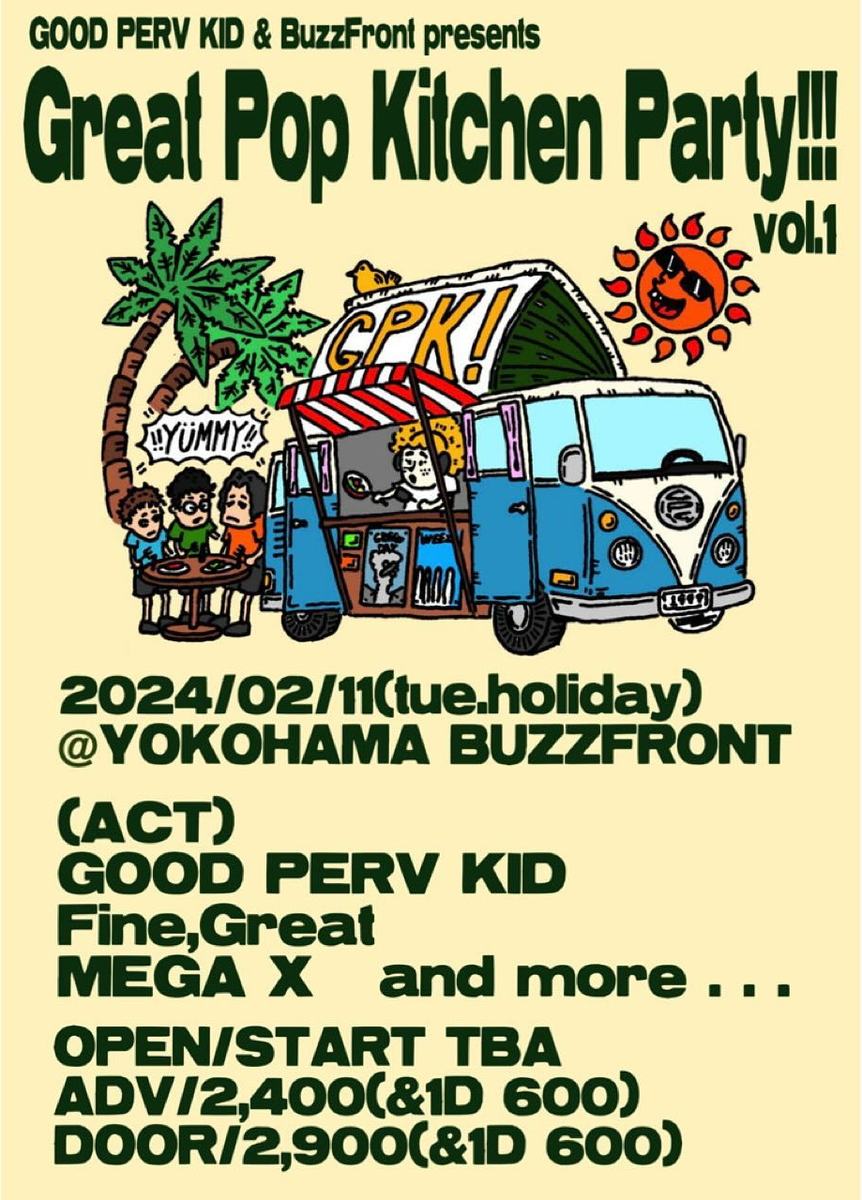 GOOD PERV KID & BuzzFront presents
Great Pop Kitchen Party!!!
vol.1
GPK!
!!YÜMMY!!
1999
2024/02/11(tue.holiday)
@YOKOHAMA BUZZFRONT
(ACT)
GOOD PERV KID
Fine,Great
MEGA X and more . . .
OPEN/START TBA
ADV/2,400(&1D 600)
DOOR/2,900(&1D 600)